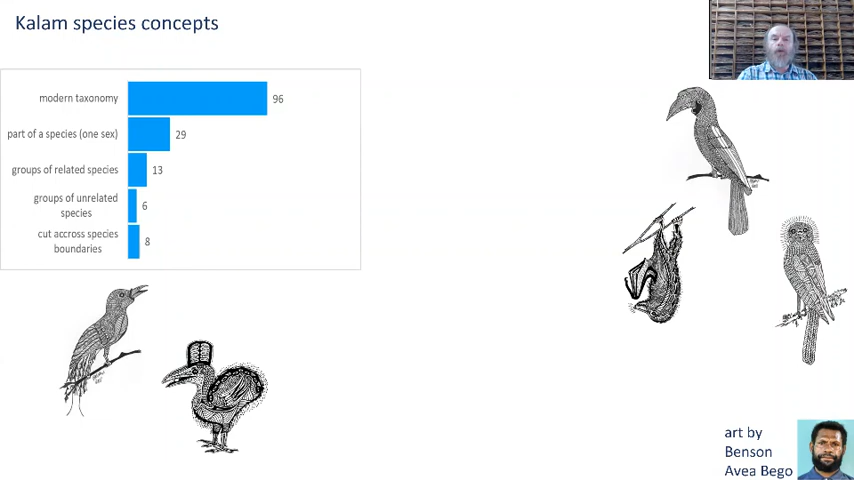 Kalam species concepts
modern taxonomy
96
part of a species (one sex)
29
groups of related species
13
groups of unrelated
species
6
cut accross species
boundaries
8
art by
Benson
Avea Bego